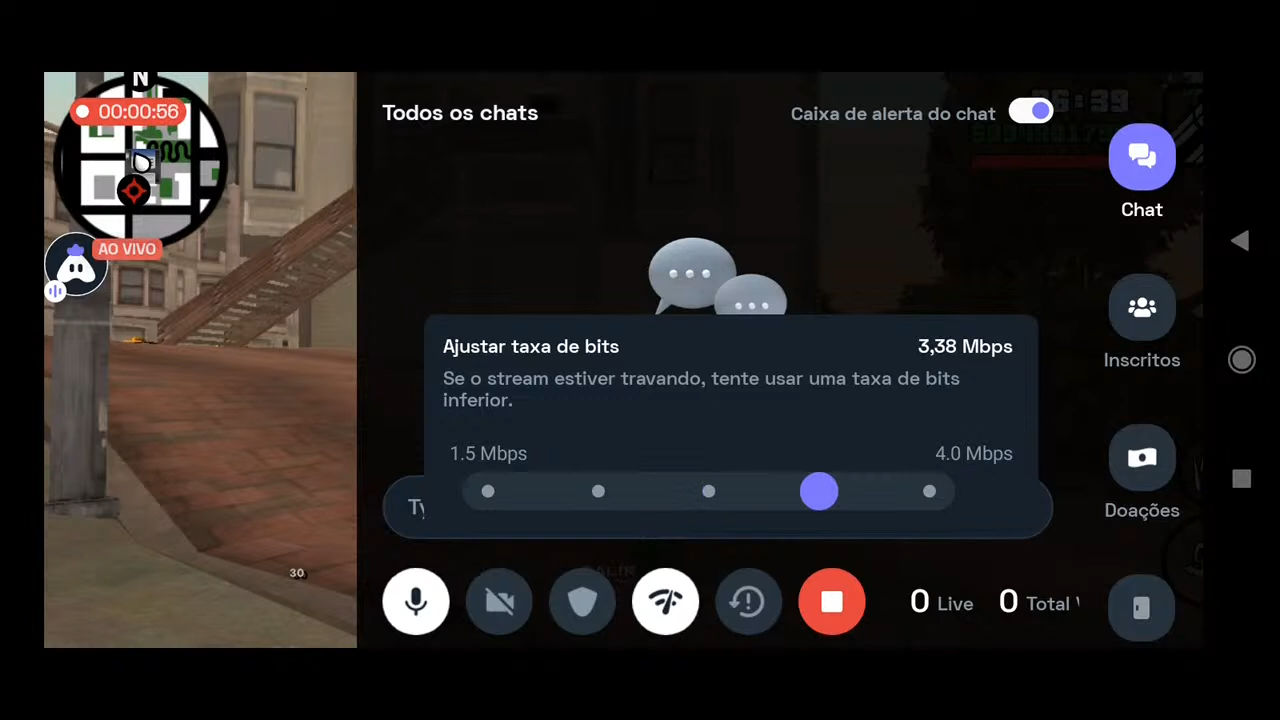 N
00:00:56
AO VIVO
30
Todos os chats
Caixa de alerta do chat
Chat
Inscritos
Doações
Ajustar taxa de bits
3,38 Mbps
Se o stream estiver travando, tente usar uma taxa de bits
inferior.
1.5 Mbps
4.0 Mbps
Ty
0 Live
0 Total